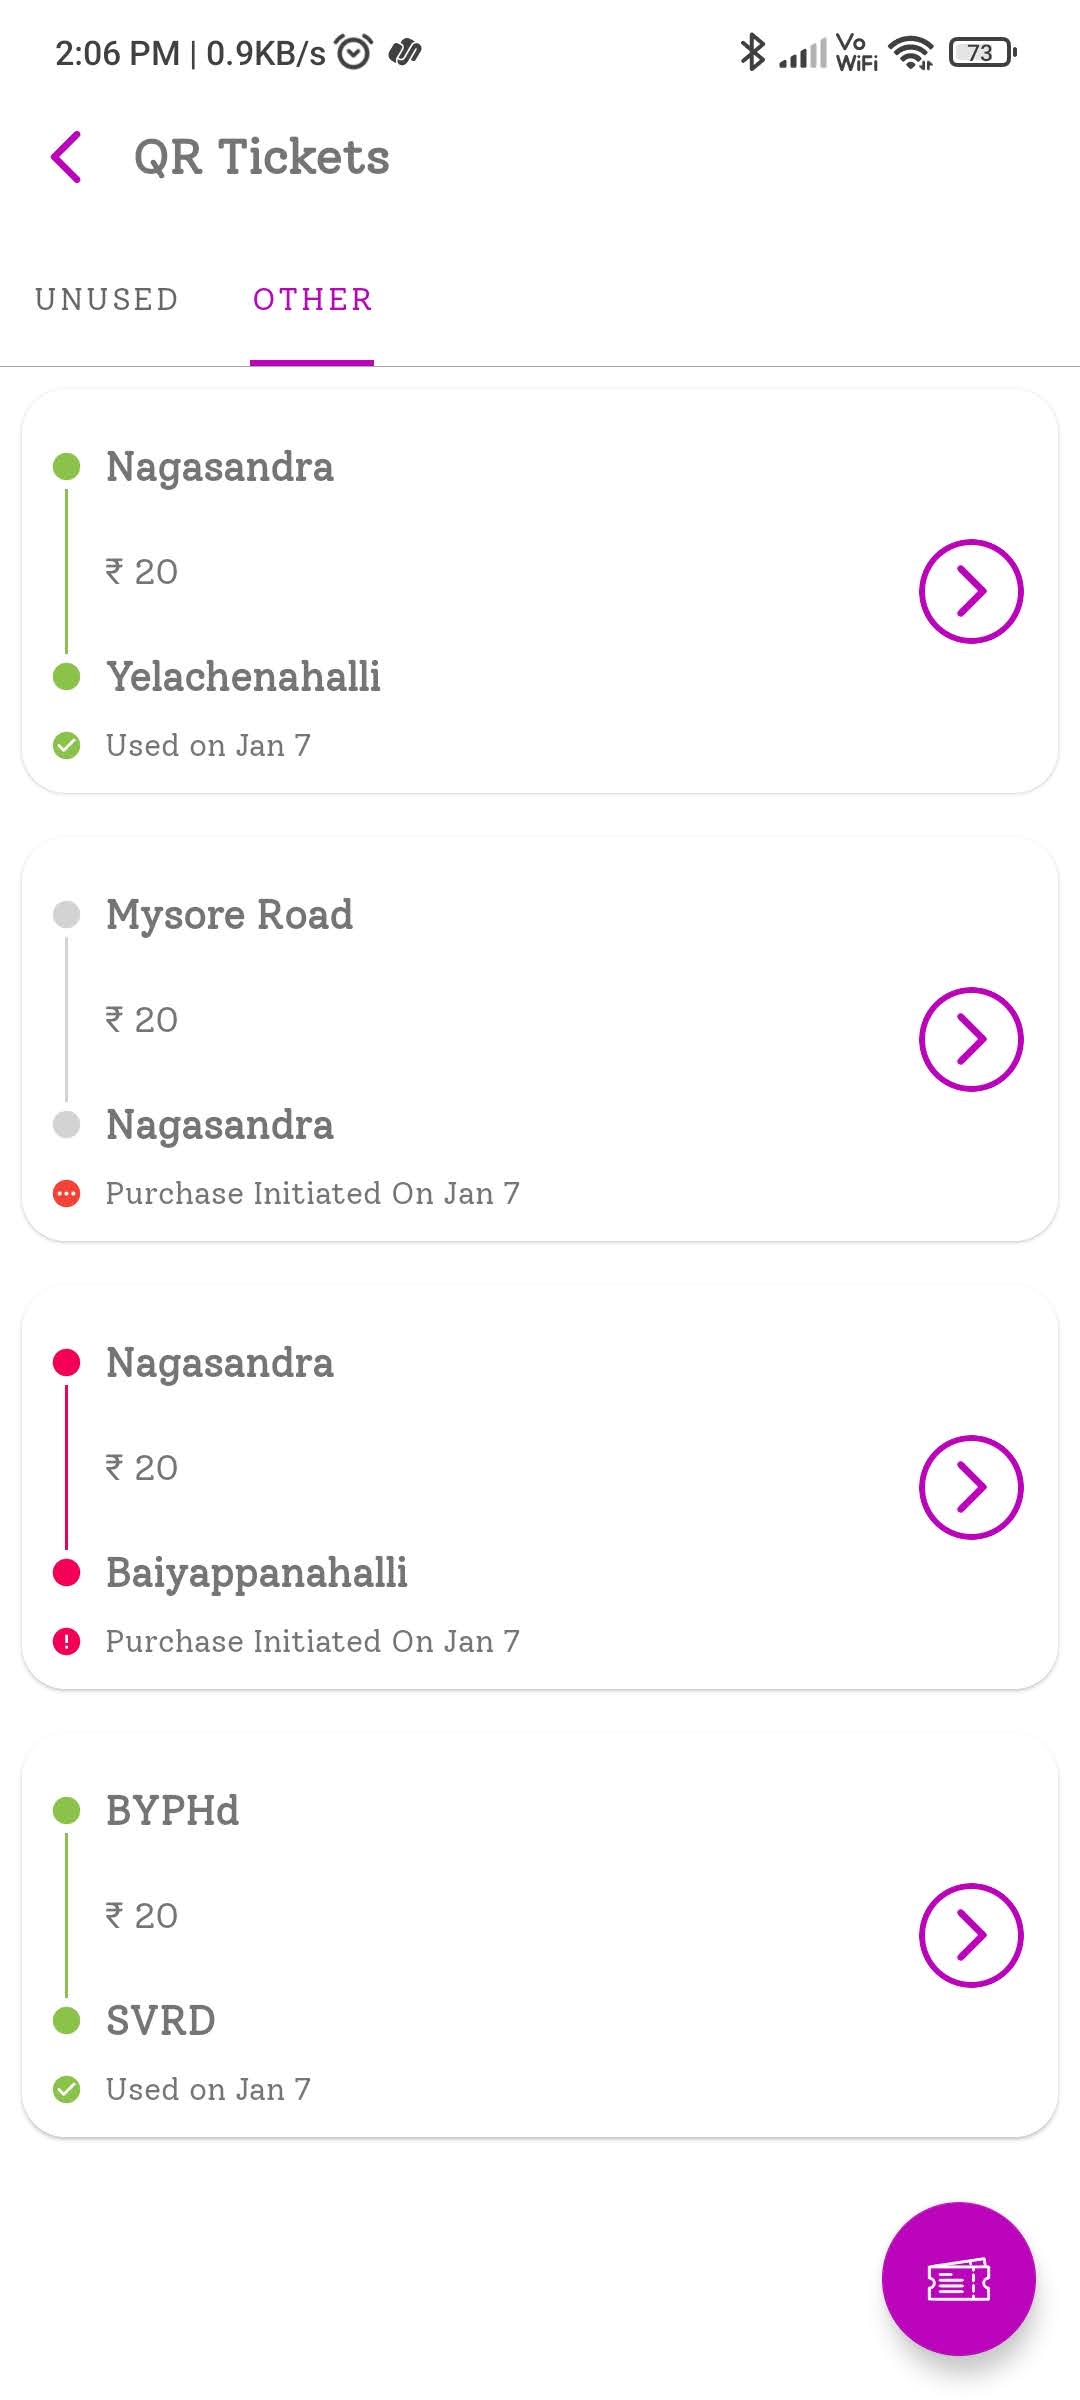 2:06 PM | 0.9KB/s Vo WiFi 73
QR Tickets
UNUSED OTHER
Nagasandra
₹ 20
Yelachenahalli
Used on Jan 7
Mysore Road
₹ 20
Nagasandra
Purchase Initiated On Jan 7
Nagasandra
₹ 20
Baiyappanahalli
Purchase Initiated On Jan 7
BYPHd
₹ 20
SVRD
Used on Jan 7